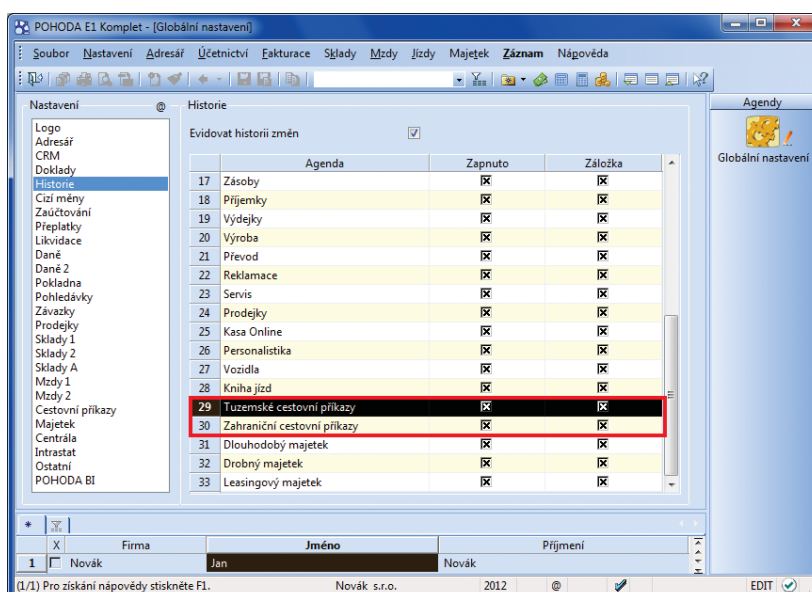 POHODA E1 Komplet - [Globální nastavení]
Soubor Nastavení Adresář Účetnictví Fakturace Sklady Mzdy Jízdy Majetek Záznam Nápověda
Nastavení @
Logo
Adresář
CRM
Doklady
Historie
Cizí měny
Zaúčtování
Přeplatky
Likvidace
Daně
Daně 2
Pokladna
Pohledávky
Závazky
Prodejky
Sklady 1
Sklady 2
Sklady A
Mzdy 1
Mzdy 2
Cestovní příkazy
Majetek
Centrála
Intrastat
Ostatní
POHODA BI
Historie
Evidovat historii změn
Agenda Zapnuto Záložka
17 Zásoby
18 Příjemky
19 Výdejky
20 Výroba
21 Převod
22 Reklamace
23 Servis
24 Prodejky
25 Kasa Online
26 Personalistika
27 Vozidla
28 Kniha jízd
29 Tuzemské cestovní příkazy
30 Zahraniční cestovní příkazy
31 Dlouhodobý majetek
32 Drobný majetek
33 Leasingový majetek
Agendy
Globální nastavení
* 
X Firma Jméno Příjmení
1 Novák Jan Novák
(1/1) Pro získání nápovědy stiskněte F1. Novák s.r.o. 2012 @ EDIT